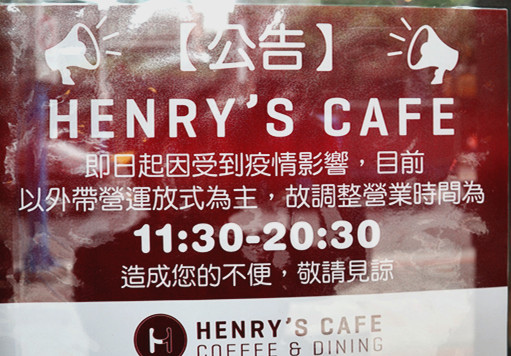 【公告】
HENRY'S CAFE
即日起因受到疫情影響，目前
以外帶營運放式為主，故調整營業時間為
11:30-20:30
造成您的不便，敬請見諒
HENRY'S CAFE
COFFEE & DINING